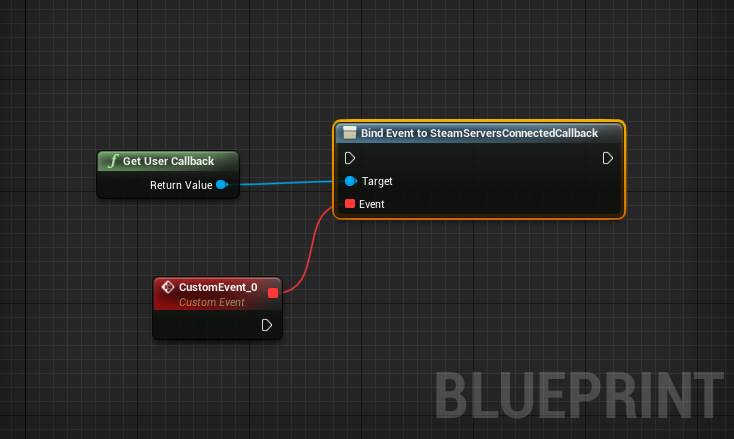 Bind Event to SteamServersConnectedCallback
f Get User Callback
Return Value
Target
Event
CustomEvent_0
Custom Event
BLUEPRINT